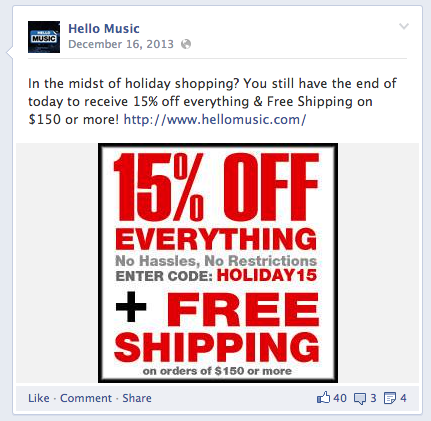 HELLO
MUSIC
Hello Music
December 16, 2013
In the midst of holiday shopping? You still have the end of
today to receive 15% off everything & Free Shipping on
$150 or more! http://www.hellomusic.com/
15% OFF
EVERYTHING
No Hassles, No Restrictions
ENTER CODE: HOLIDAY15
+ FREE
SHIPPING
on orders of $150 or more
Like · Comment · Share 40 3 4